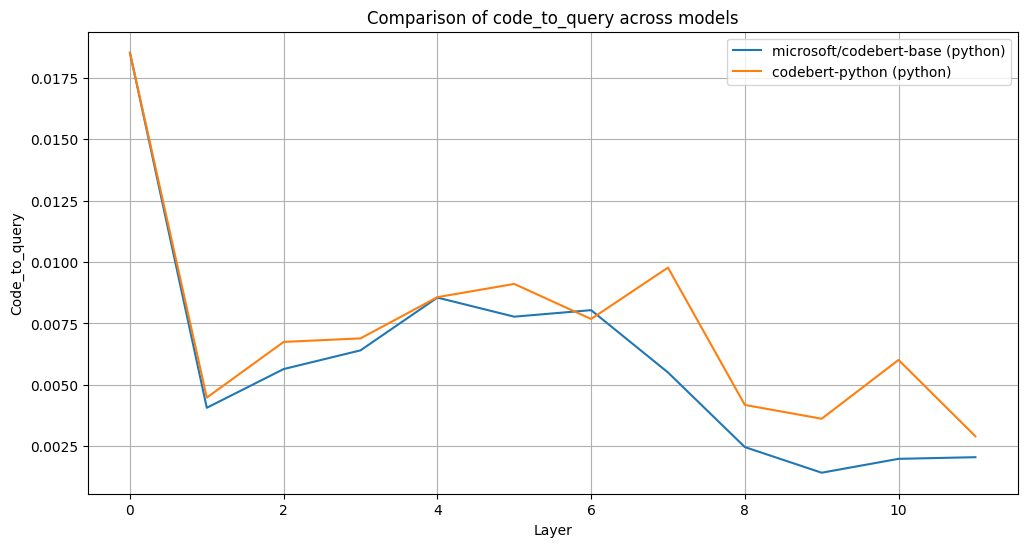 Comparison of code_to_query across models
microsoft/codebert-base (python)
codebert-python (python)
Code_to_query
0.0175
0.0150
0.0125
0.0100
0.0075
0.0050
0.0025
0 2 4 6 8 10
Layer